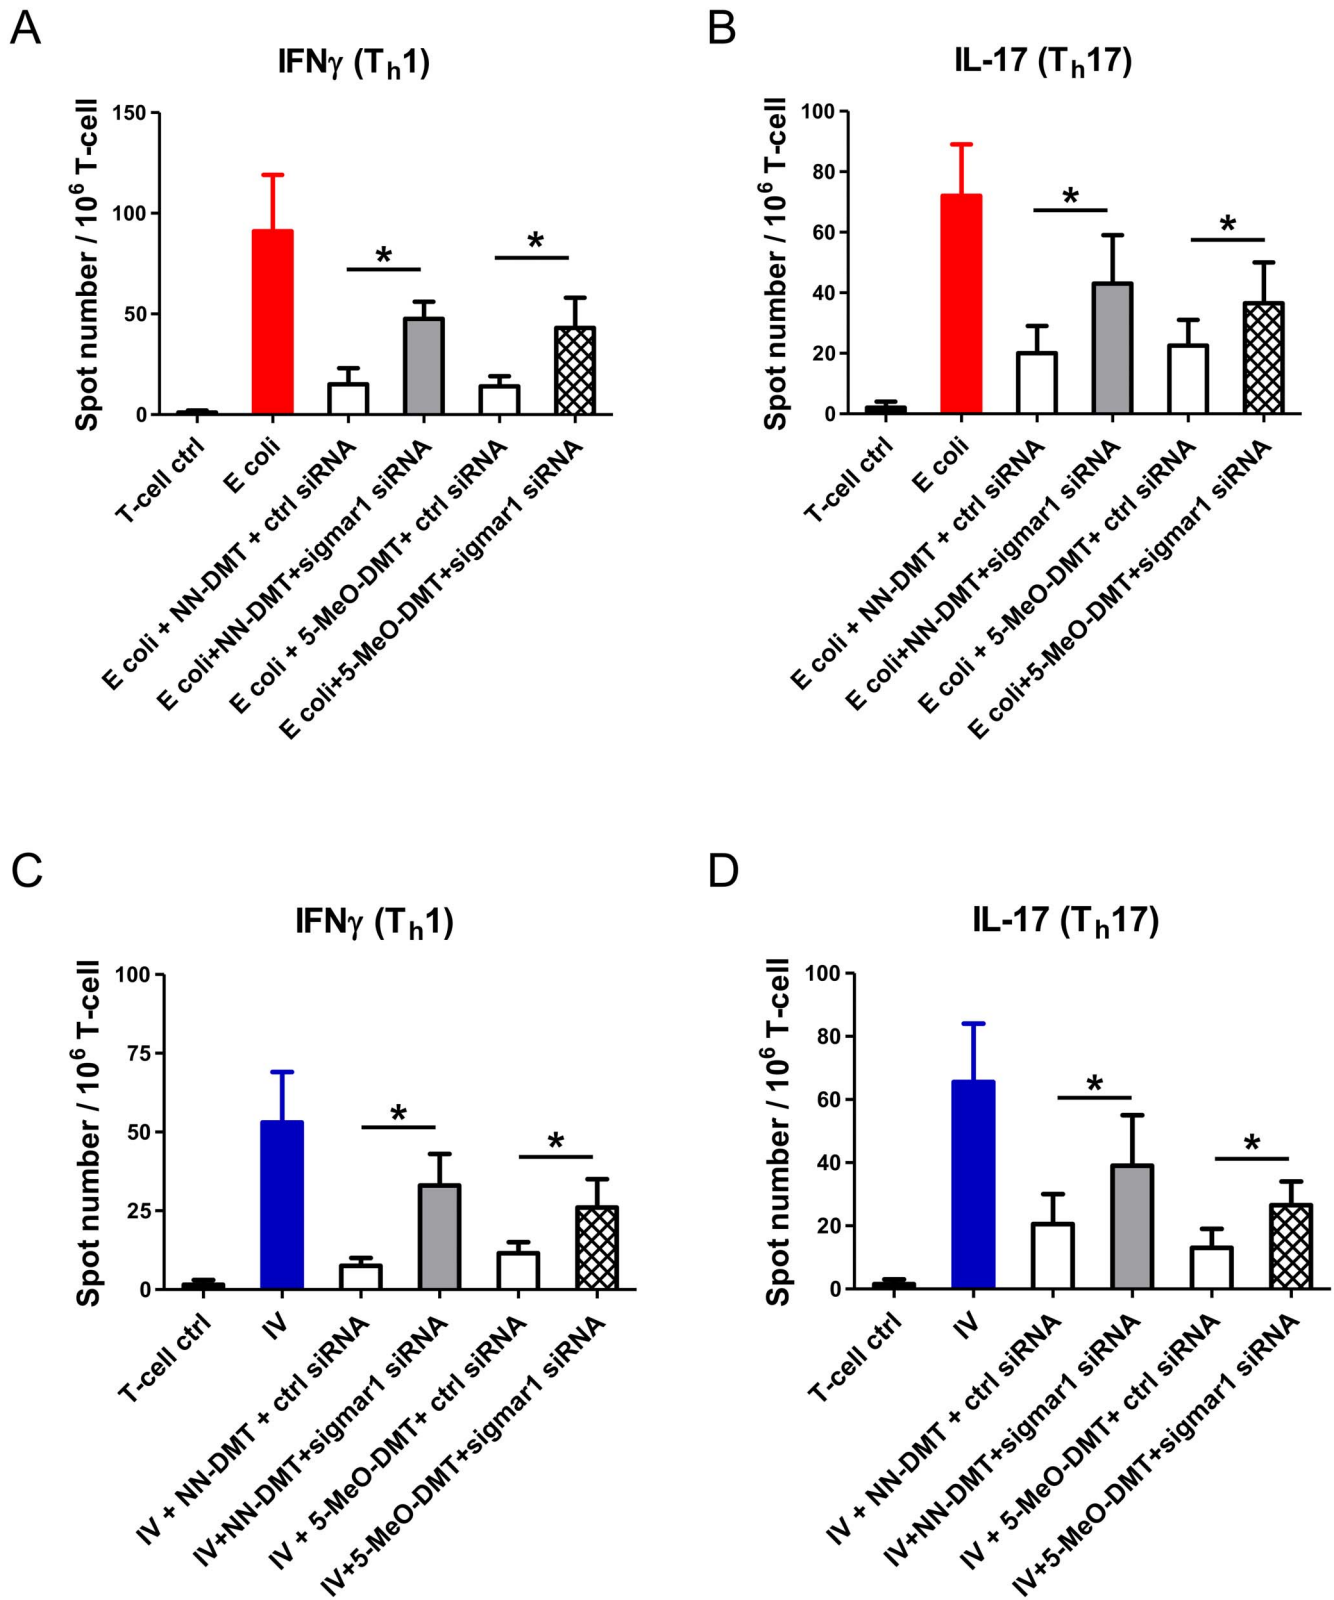 A
IFNγ (Th1)
Spot number / 10⁶ T-cell
150
100
50
0
*
*
T-cell ctrl
E coli
E coli + NN-DMT + ctrl siRNA
E coli+NN-DMT+sigmar1 siRNA
E coli + 5-MeO-DMT+ ctrl siRNA
E coli+5-MeO-DMT+sigmar1 siRNA
B
IL-17 (Th17)
Spot number / 10⁶ T-cell
100
80
60
40
20
0
*
*
T-cell ctrl
E coli
E coli + NN-DMT + ctrl siRNA
E coli+NN-DMT+sigmar1 siRNA
E coli + 5-MeO-DMT+ ctrl siRNA
E coli+5-MeO-DMT+sigmar1 siRNA
C
IFNγ (Th1)
Spot number / 10⁶ T-cell
100
75
50
25
0
*
*
T-cell ctrl
IV
IV + NN-DMT + ctrl siRNA
IV+NN-DMT+sigmar1 siRNA
IV + 5-MeO-DMT+ ctrl siRNA
IV+5-MeO-DMT+sigmar1 siRNA
D
IL-17 (Th17)
Spot number / 10⁶ T-cell
100
80
60
40
20
0
*
*
T-cell ctrl
IV
IV + NN-DMT + ctrl siRNA
IV+NN-DMT+sigmar1 siRNA
IV + 5-MeO-DMT+ ctrl siRNA
IV+5-MeO-DMT+sigmar1 siRNA